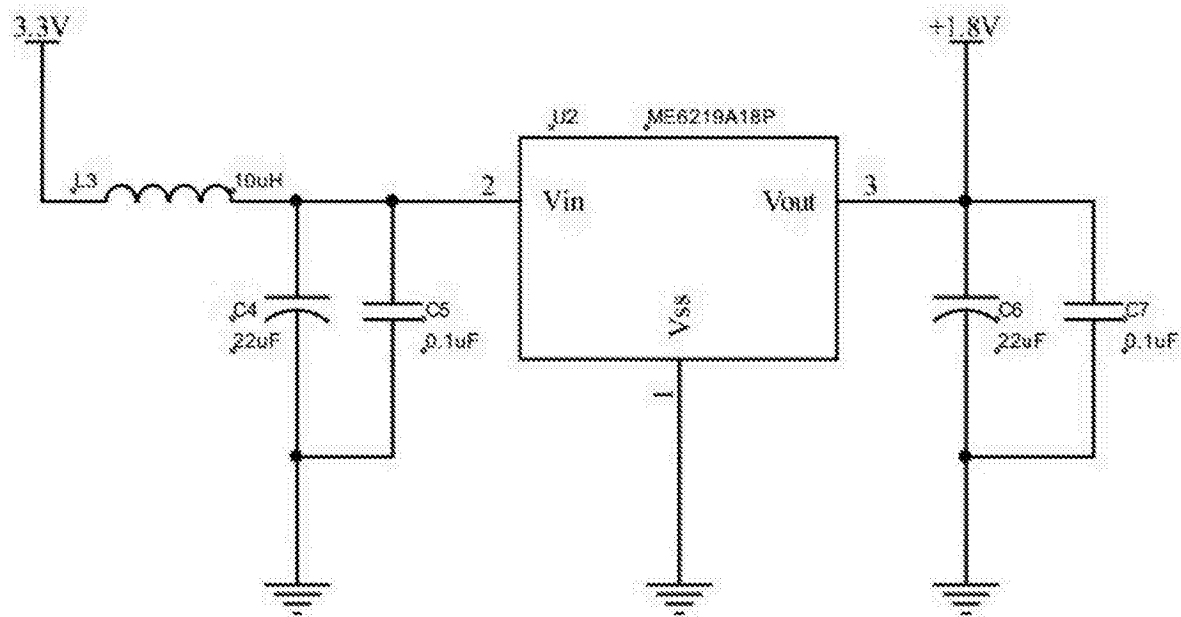 3.3V
+1.8V
U2
ME6219A18P
L3
10uH
2
Vin
Vout
3
C4
22uF
C5
0.1uF
Vss
1
C6
22uF
C7
0.1uF